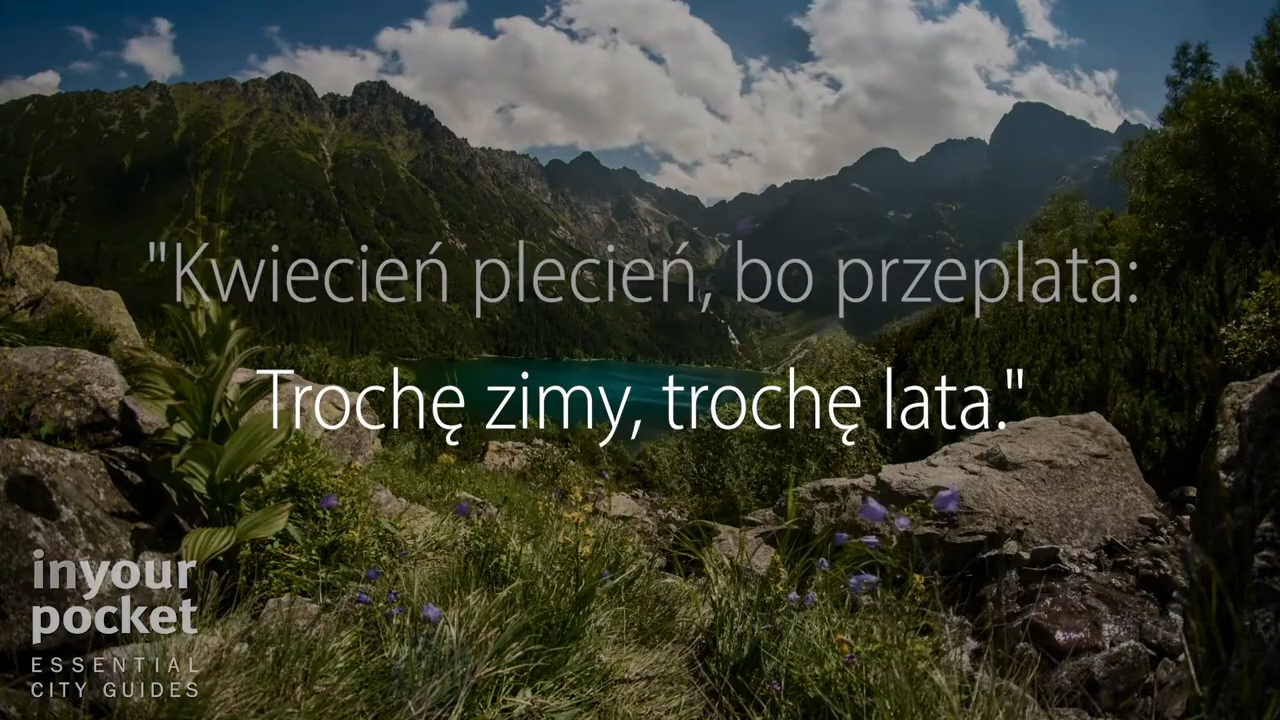 "Kwiecień plecień, bo przeplata:
Trochę zimy, trochę lata."
inyour
pocket
ESSENTIAL
CITY GUIDES